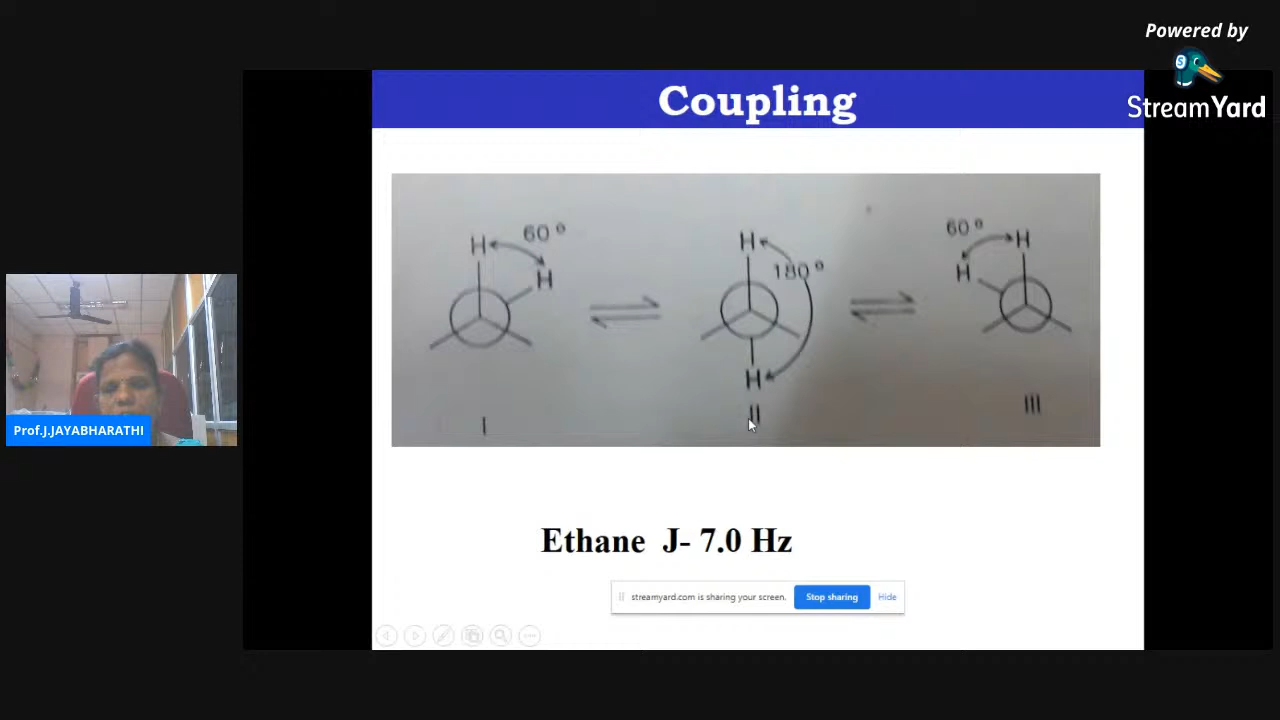 Powered by
StreamYard
Coupling
H 60°
H
H
180°
H
60° H
H
I
II
III
Ethane J- 7.0 Hz
Prof.J.JAYABHARATHI
streamyard.com is sharing your screen. Stop sharing Hide